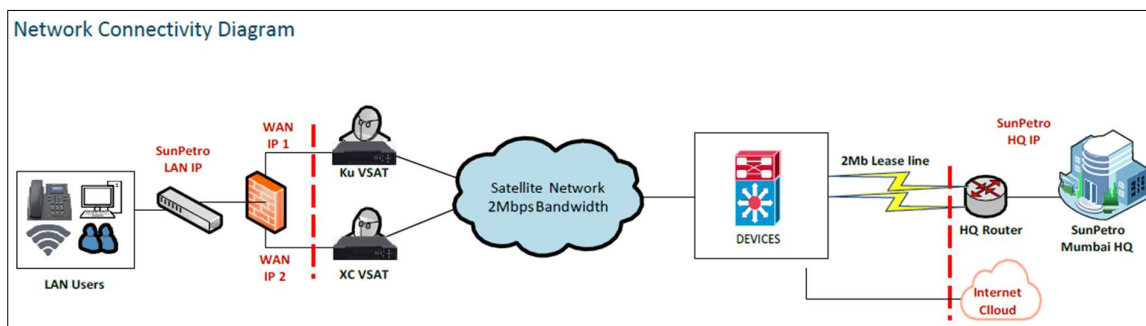 Network Connectivity Diagram
LAN Users
SunPetro
LAN IP
WAN
IP 1
WAN
IP 2
Ku VSAT
XC VSAT
Satellite Network
2Mbps Bandwidth
DEVICES
2Mb Lease line
HQ Router
SunPetro
HQ IP
SunPetro
Mumbai HQ
Internet
Clloud